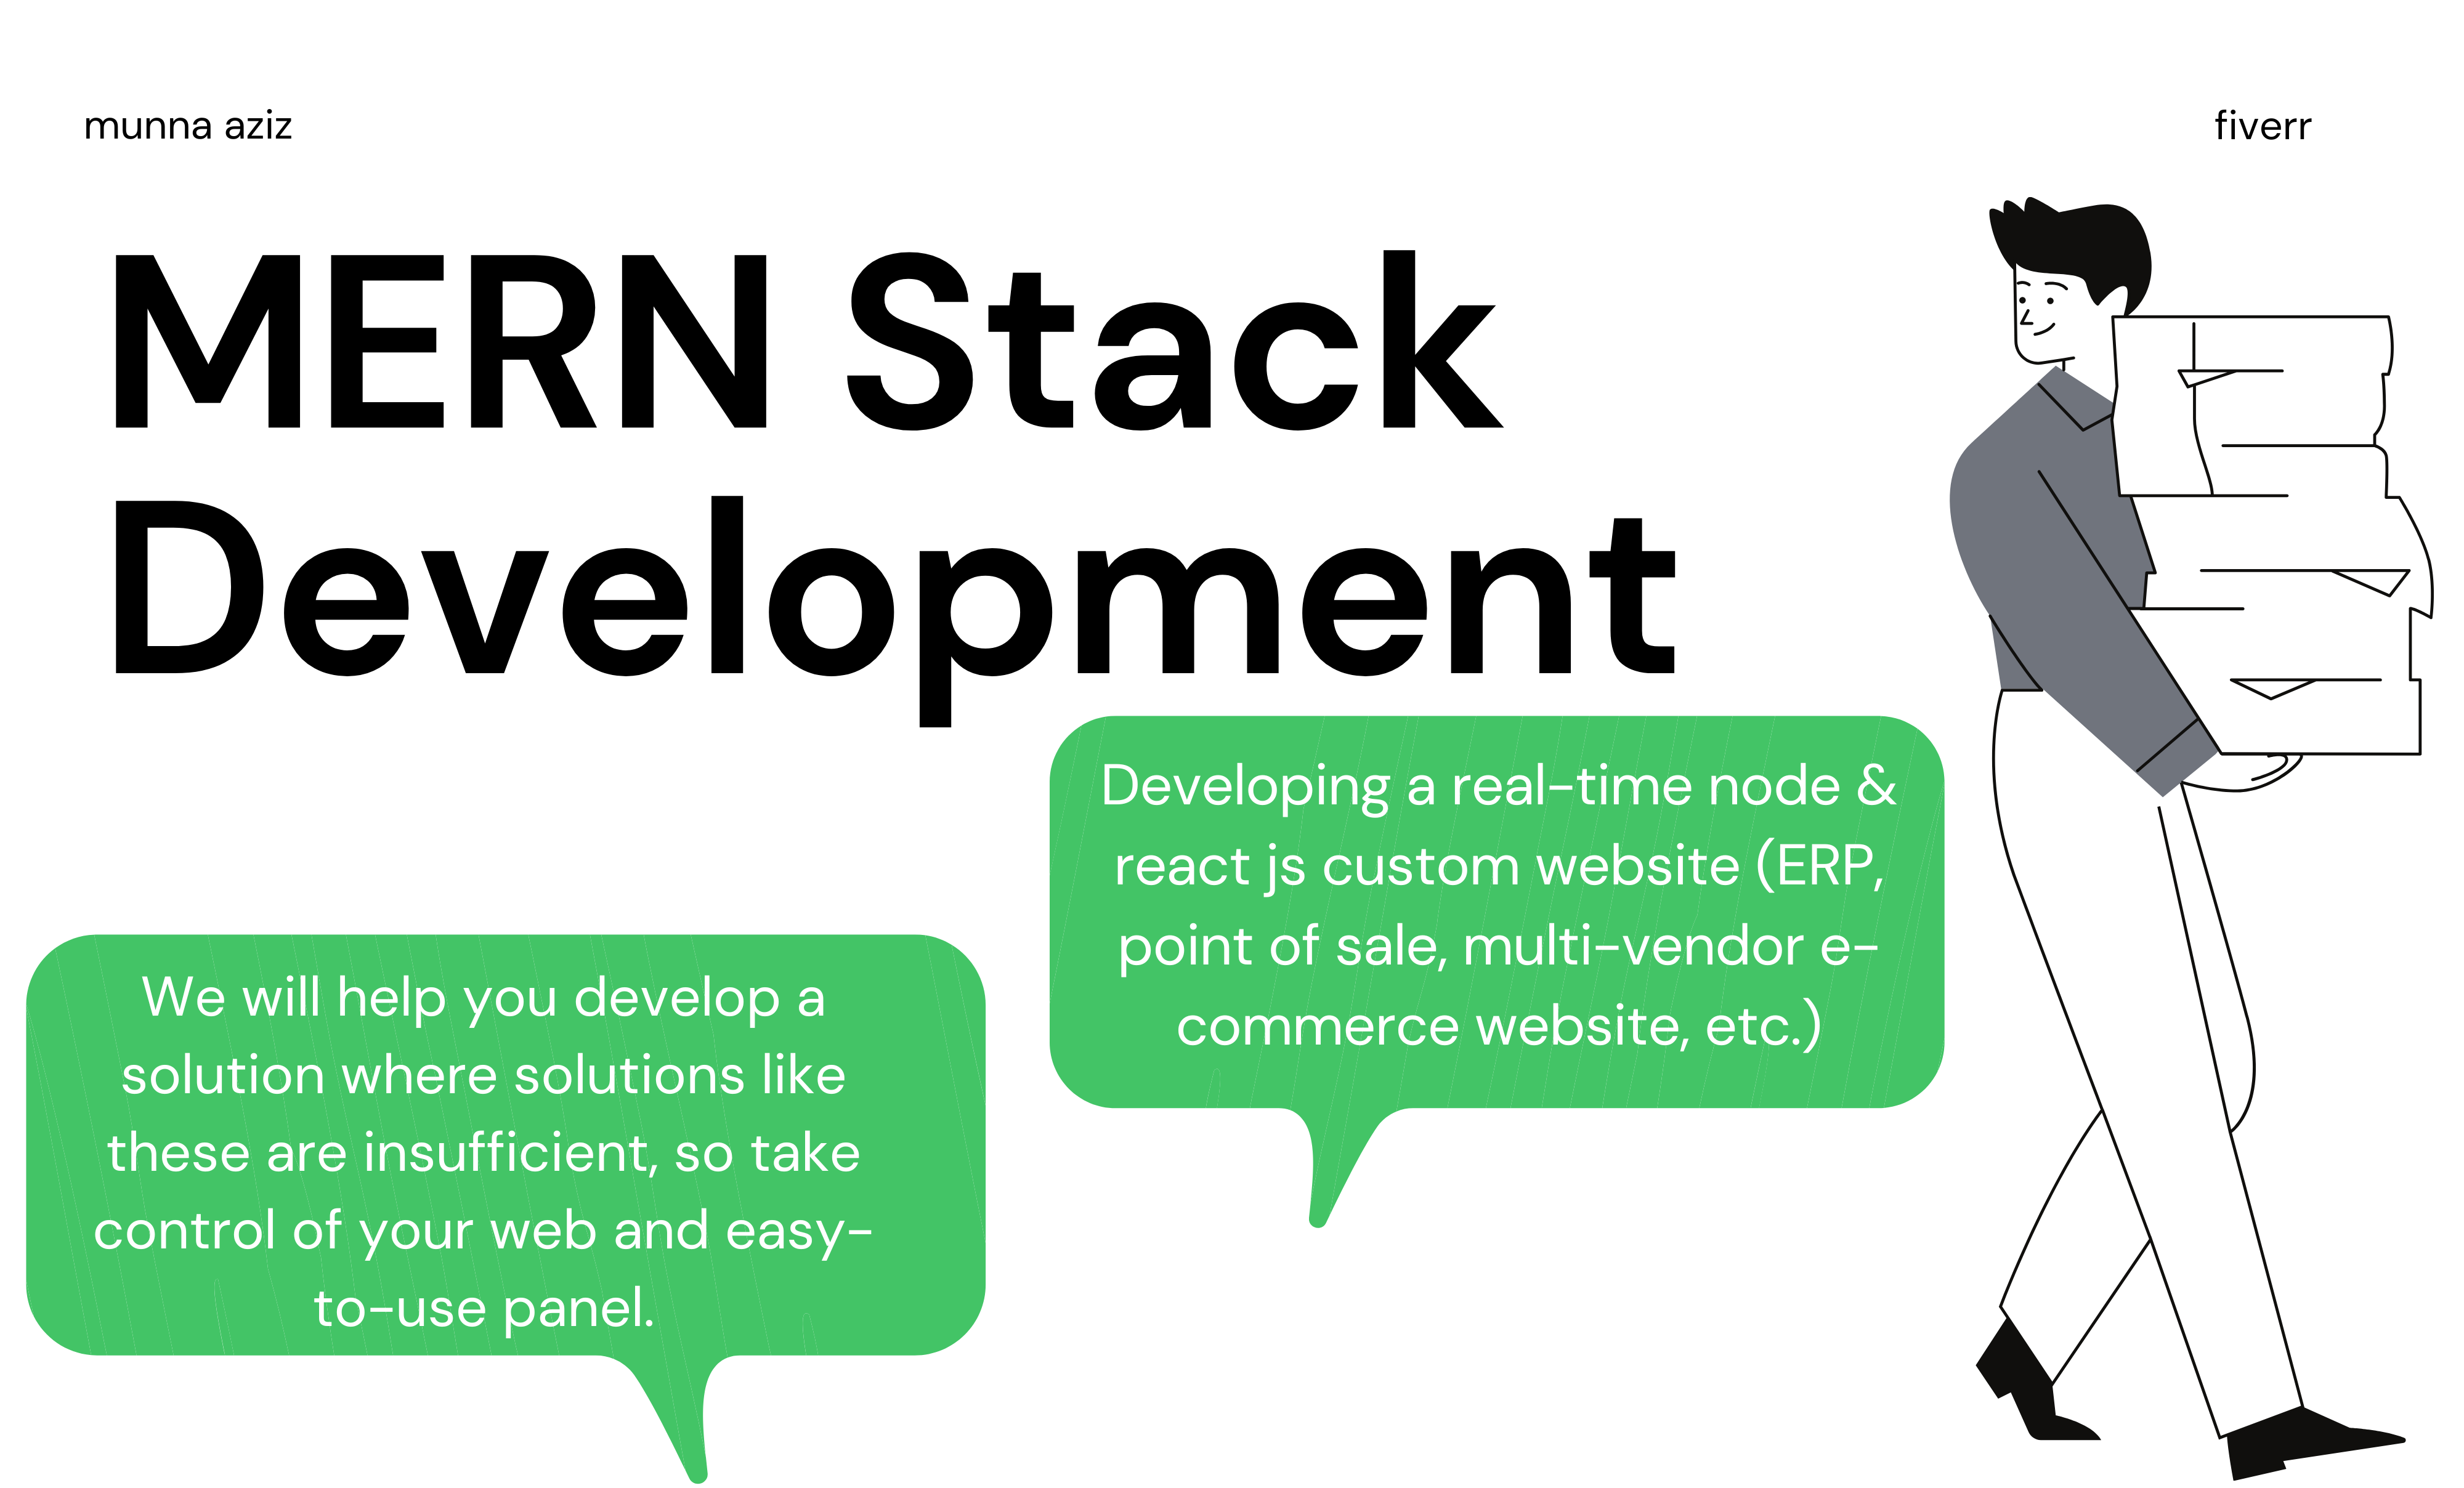 munna aziz
fiverr
MERN Stack
Development
Developing a real-time node &
react js custom website (ERP,
point of sale, multi-vendor e-
commerce website, etc.)
We will help you develop a
solution where solutions like
these are insufficient, so take
control of your web and easy-
to-use panel.